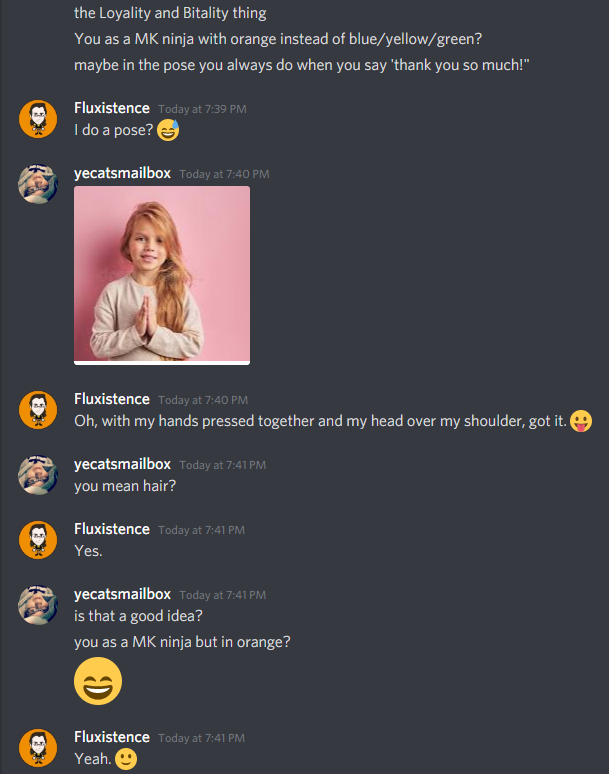 the Loyality and Bitality thing
You as a MK ninja with orange instead of blue/yellow/green?
maybe in the pose you always do when you say 'thank you so much!"
Fluxistence Today at 7:39 PM
I do a pose? 😅
yecatsmailbox Today at 7:40 PM
Fluxistence Today at 7:40 PM
Oh, with my hands pressed together and my head over my shoulder, got it. 😛
yecatsmailbox Today at 7:41 PM
you mean hair?
Fluxistence Today at 7:41 PM
Yes.
yecatsmailbox Today at 7:41 PM
is that a good idea?
you as a MK ninja but in orange?
😄
Fluxistence Today at 7:41 PM
Yeah. 🙂